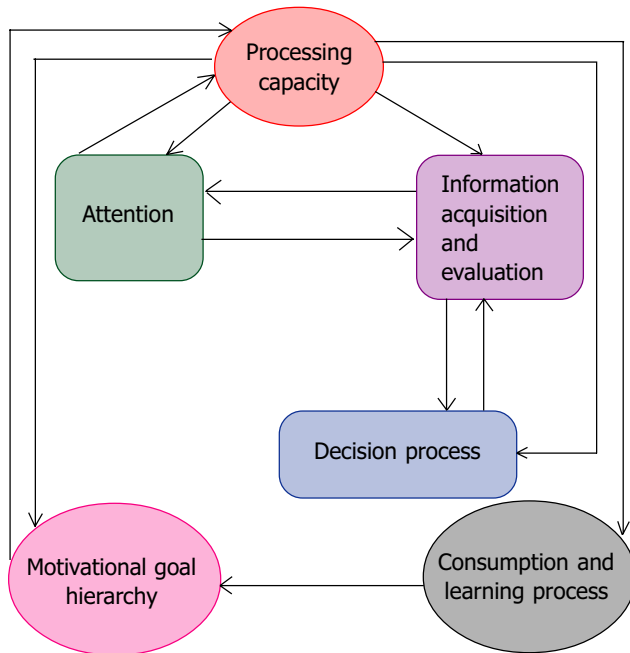 Processing
capacity
Attention
Information
acquisition
and
evaluation
Decision process
Motivational goal
hierarchy
Consumption and
learning process